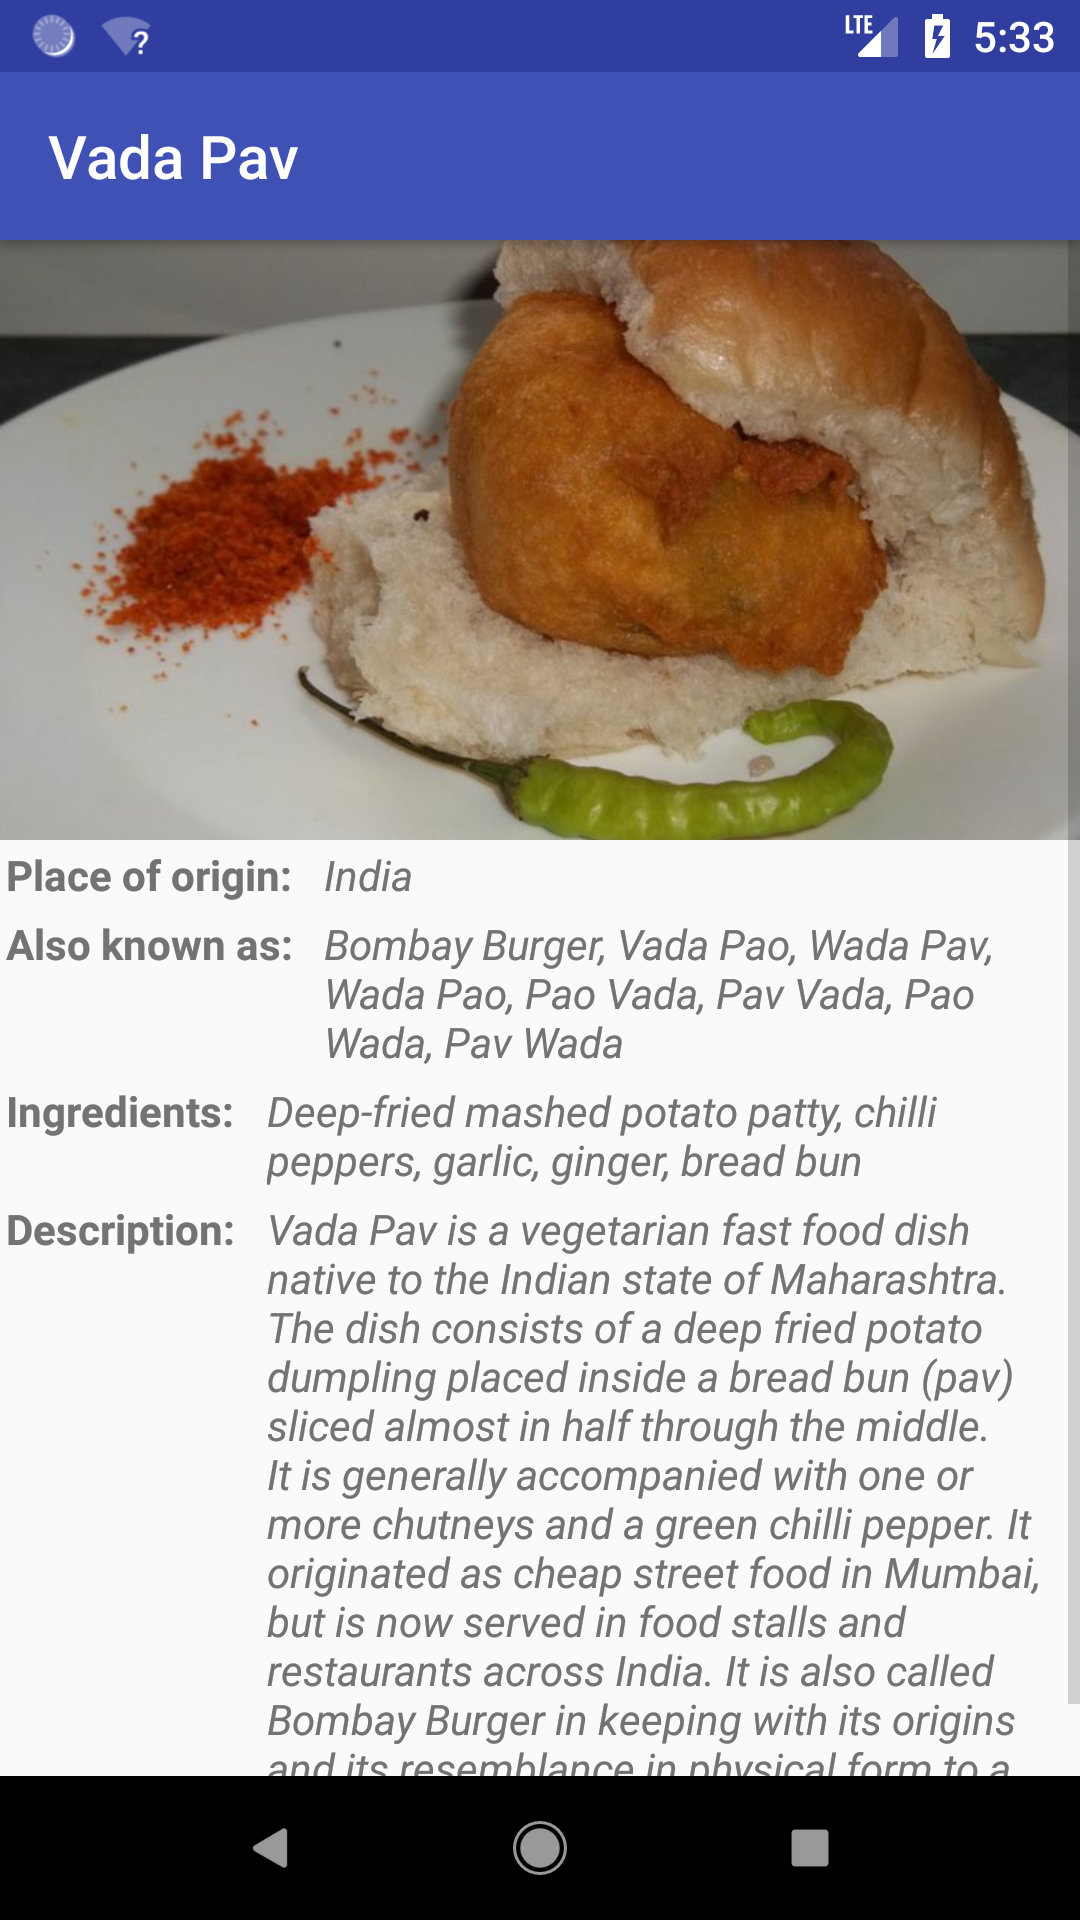 LTE 5:33
Vada Pav
Place of origin: India
Also known as: Bombay Burger, Vada Pao, Wada Pav,
Wada Pao, Pao Vada, Pav Vada, Pao
Wada, Pav Wada
Ingredients: Deep-fried mashed potato patty, chilli
peppers, garlic, ginger, bread bun
Description: Vada Pav is a vegetarian fast food dish
native to the Indian state of Maharashtra.
The dish consists of a deep fried potato
dumpling placed inside a bread bun (pav)
sliced almost in half through the middle.
It is generally accompanied with one or
more chutneys and a green chilli pepper. It
originated as cheap street food in Mumbai,
but is now served in food stalls and
restaurants across India. It is also called
Bombay Burger in keeping with its origins
and its resemblance in physical form to a